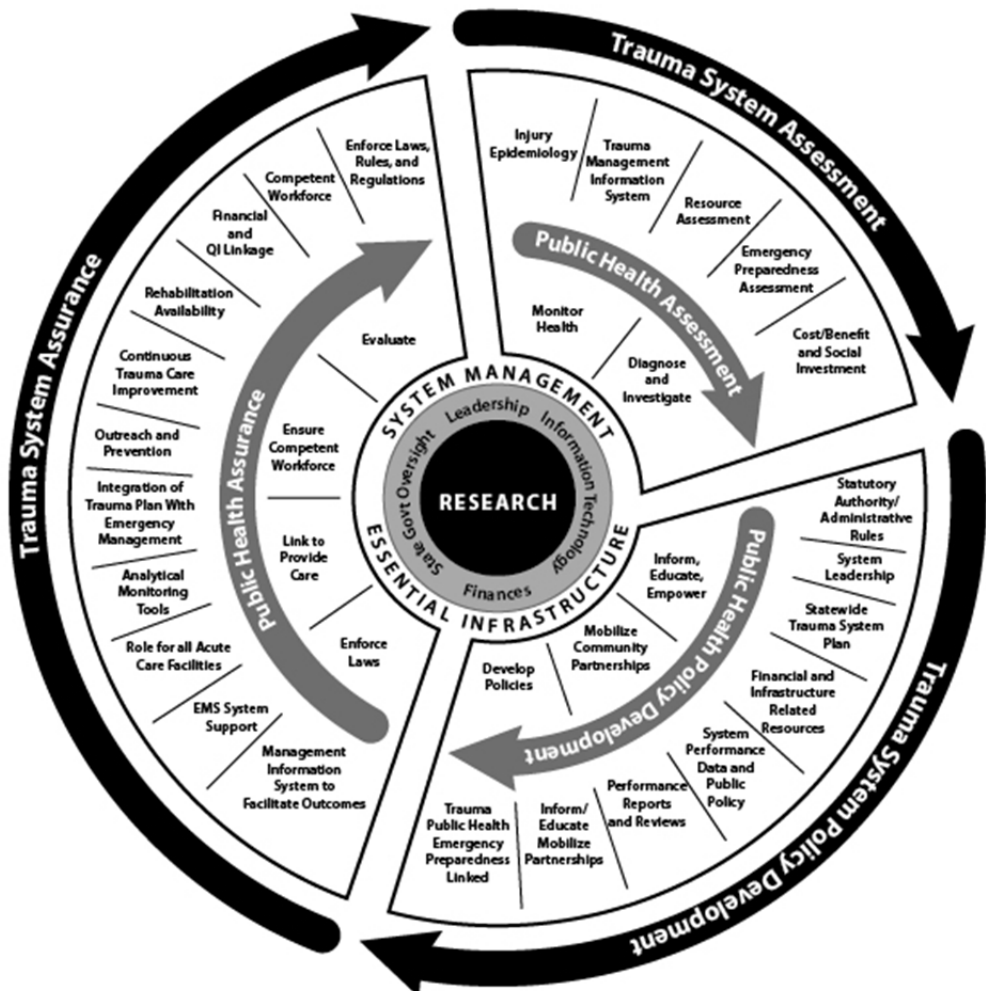 Trauma System Assessment
Injury
Epidemiology
Trauma
Management
Information
System
Resource
Assessment
Emergency
Preparedness
Assessment
Cost/Benefit
and Social
Investment
Public Health Assessment
Monitor
Health
Diagnose
and
Investigate
Trauma System Policy Development
Statutory
Authority/
Administrative
Rules
System
Leadership
Statewide
Trauma System
Plan
Financial and
Infrastructure
Related
Resources
System
Performance
Data and
Public
Policy
Performance
Reports
and Reviews
Inform/
Educate
Mobilize
Partnerships
Trauma
Public Health
Emergency
Preparedness
Linked
Public Health Policy Development
Inform,
Educate,
Empower
Mobilize
Community
Partnerships
Develop
Policies
Trauma System Assurance
Management
Information
System to
Facilitate Outcomes
EMS System
Support
Role for all Acute
Care Facilities
Analytical
Monitoring
Tools
Integration of
Trauma Plan With
Emergency
Management
Outreach and
Prevention
Continuous
Trauma Care
Improvement
Rehabilitation
Availability
Financial
and
QI Linkage
Competent
Workforce
Enforce Laws,
Rules, and
Regulations
Public Health Assurance
Enforce
Laws
Link to
Provide
Care
Ensure
Competent
Workforce
Evaluate
SYSTEM MANAGEMENT
ESSENTIAL INFRASTRUCTURE
Leadership
Information Technology
Finances
State Govt Oversight
RESEARCH